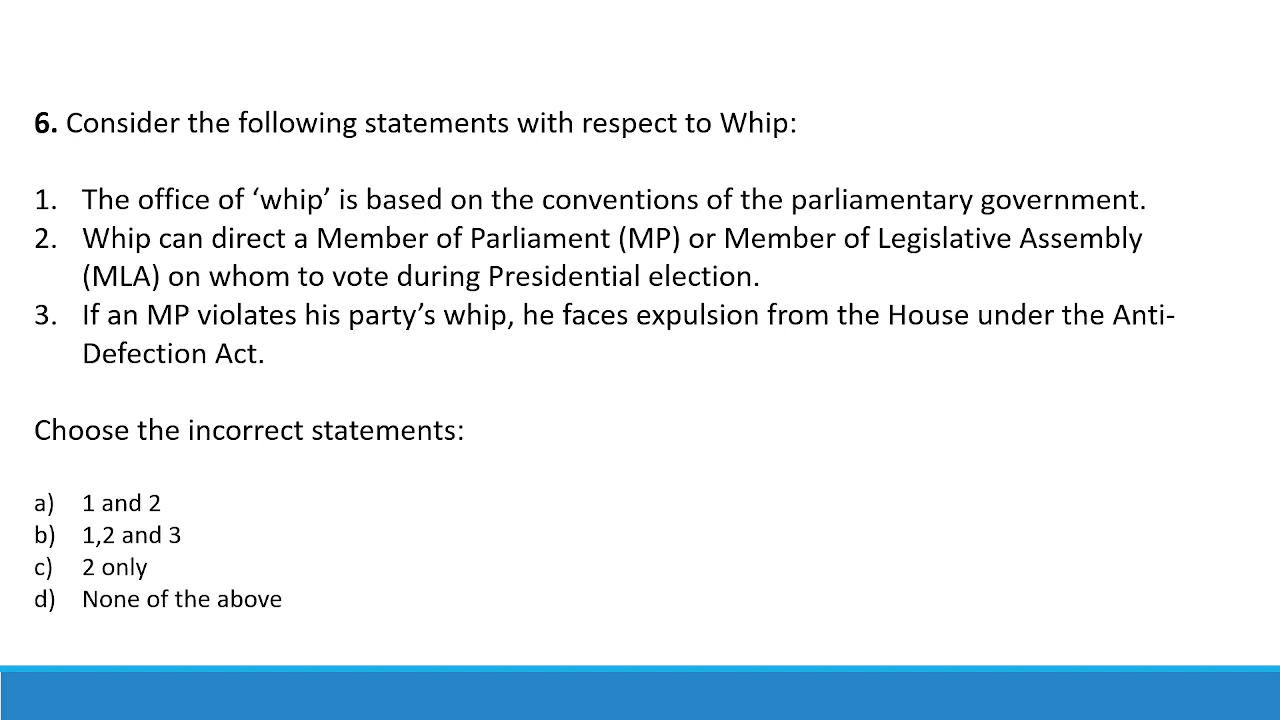 6. Consider the following statements with respect to Whip:
1. The office of ‘whip’ is based on the conventions of the parliamentary government.
2. Whip can direct a Member of Parliament (MP) or Member of Legislative Assembly
(MLA) on whom to vote during Presidential election.
3. If an MP violates his party’s whip, he faces expulsion from the House under the Anti-
Defection Act.
Choose the incorrect statements:
a) 1 and 2
b) 1,2 and 3
c) 2 only
d) None of the above